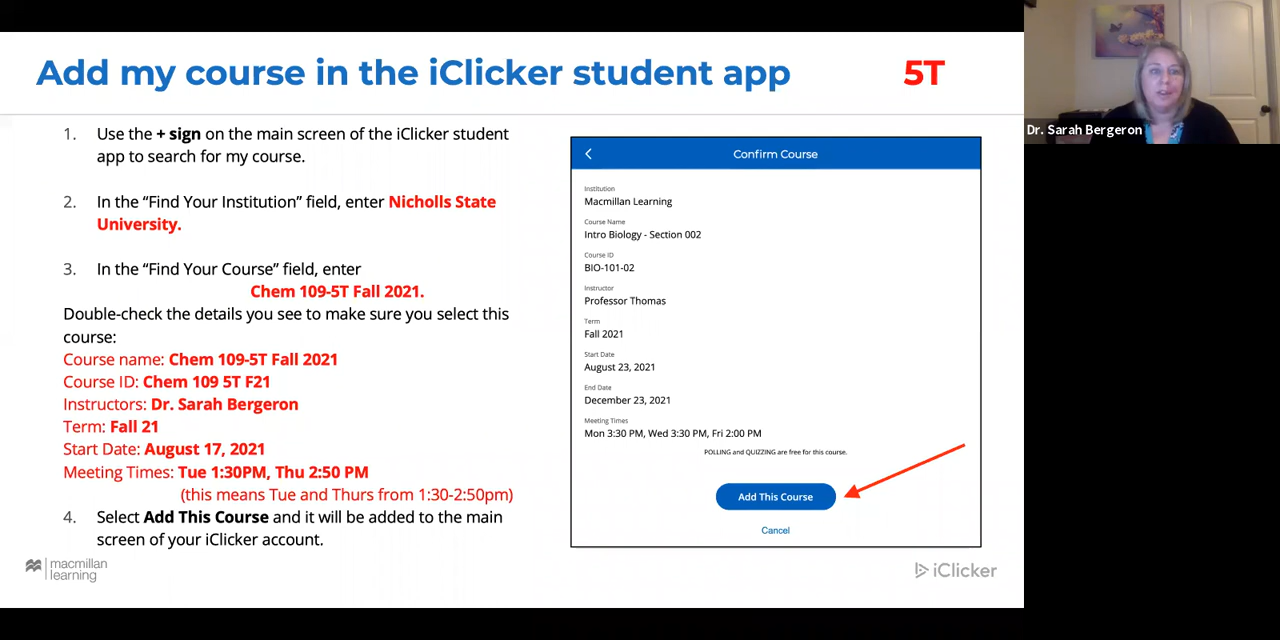 Add my course in the iClicker student app
5T
1. Use the + sign on the main screen of the iClicker student
app to search for my course.
2. In the “Find Your Institution” field, enter Nicholls State
University.
3. In the “Find Your Course” field, enter
Chem 109-5T Fall 2021.
Double-check the details you see to make sure you select this
course:
Course name: Chem 109-5T Fall 2021
Course ID: Chem 109 5T F21
Instructors: Dr. Sarah Bergeron
Term: Fall 21
Start Date: August 17, 2021
Meeting Times: Tue 1:30PM, Thu 2:50 PM
(this means Tue and Thurs from 1:30-2:50pm)
4. Select Add This Course and it will be added to the main
screen of your iClicker account.
macmillan
learning
Confirm Course
Institution
Macmillan Learning
Course Name
Intro Biology - Section 002
Course ID
BIO-101-02
Instructor
Professor Thomas
Term
Fall 2021
Start Date
August 23, 2021
End Date
December 23, 2021
Meeting Times
Mon 3:30 PM, Wed 3:30 PM, Fri 2:00 PM
POLLING and QUIZZING are free for this course.
Add This Course
Cancel
iClicker
Dr. Sarah Bergeron